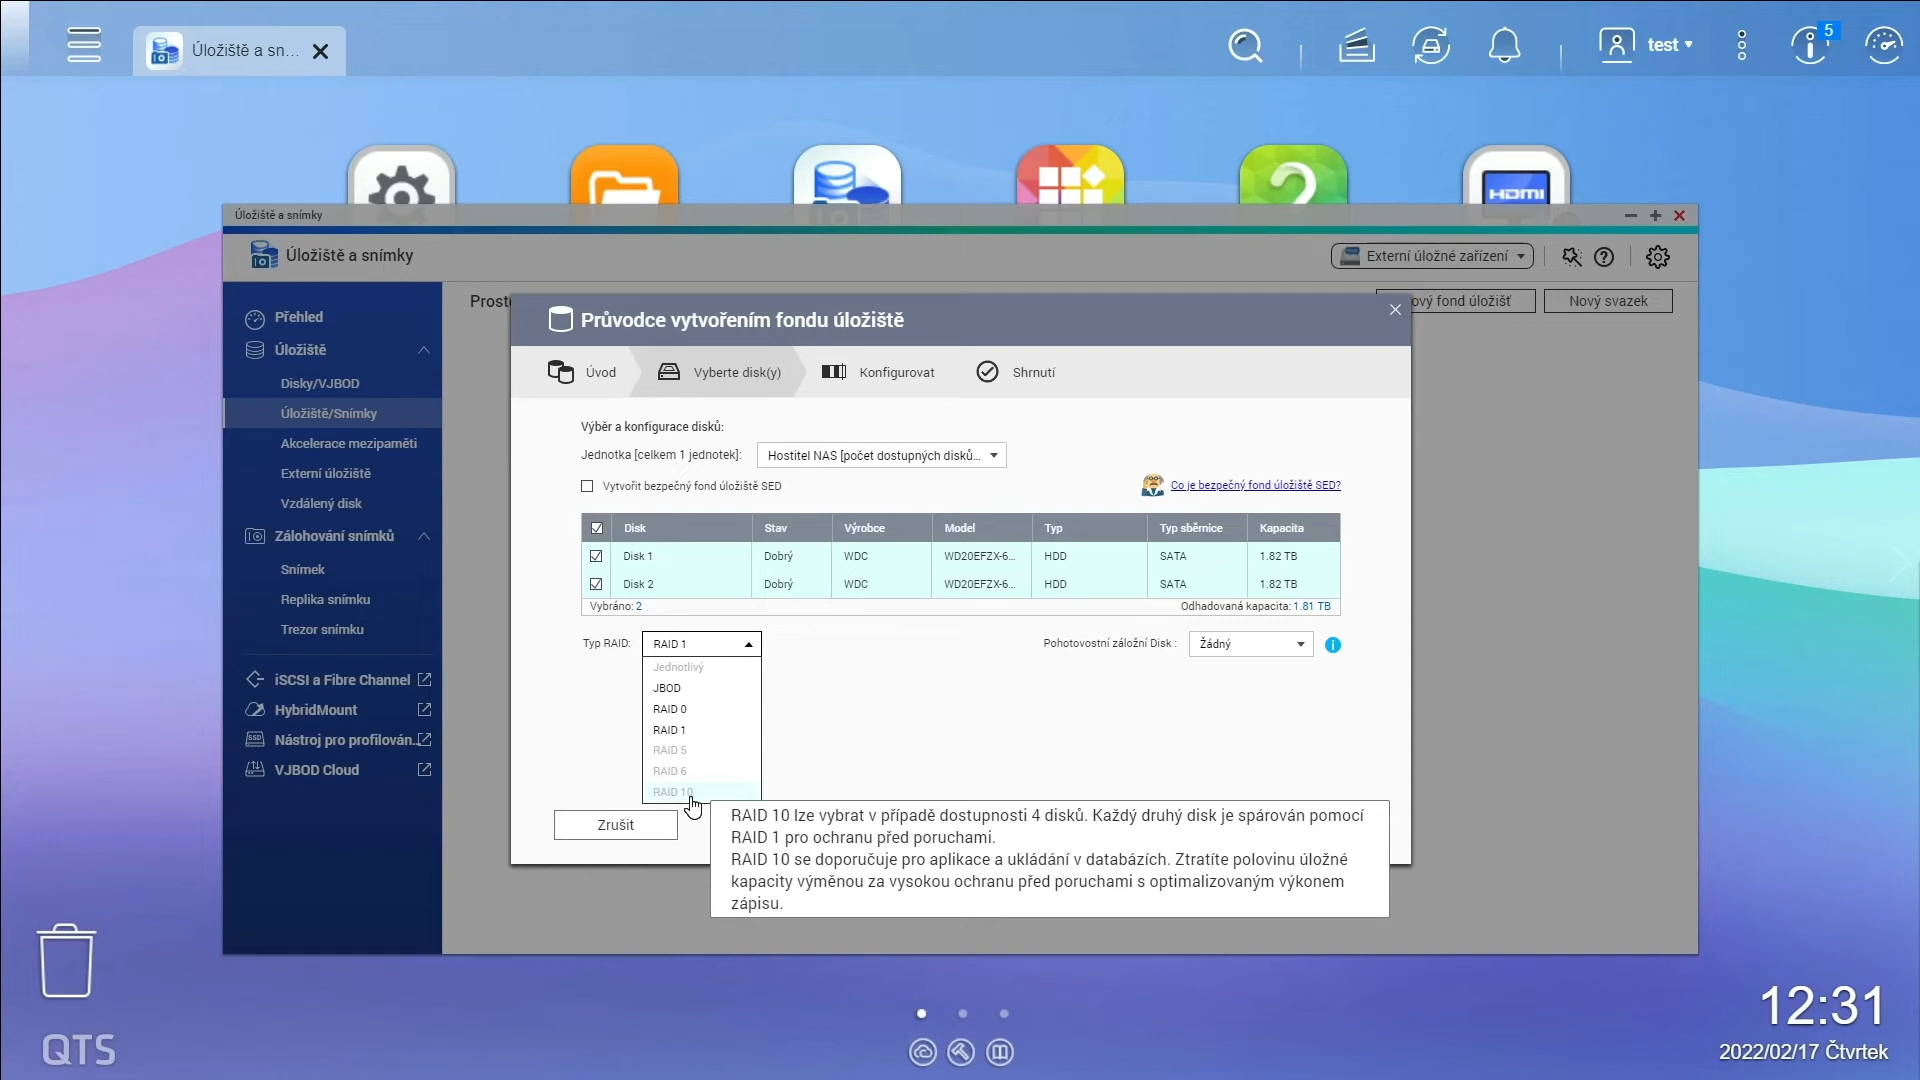 Úložiště a sn...
test
5
HDMI
Úložiště a snímky
Úložiště a snímky
Externí úložné zařízení
Přehled
Úložiště
Disky/VJBOD
Úložiště/Snímky
Akcelerace mezipaměti
Externí úložiště
Vzdálený disk
Zálohování snímků
Snímek
Replika snímku
Trezor snímku
iSCSI a Fibre Channel
HybridMount
SSD
Nástroj pro profilován...
VJBOD Cloud
fond úložišť
Nový svazek
Průvodce vytvořením fondu úložiště
Úvod
Vyberte disk(y)
Konfigurovat
Shrnutí
Výběr a konfigurace disků:
Jednotka [celkem 1 jednotek]:
Hostitel NAS [počet dostupných disků...
Vytvořit bezpečný fond úložiště SED
Co je bezpečný fond úložiště SED?
Disk Stav Výrobce Model Typ Typ sběrnice Kapacita
Disk 1 Dobrý WDC WD20EFZX-6... HDD SATA 1.82 TB
Disk 2 Dobrý WDC WD20EFZX-6... HDD SATA 1.82 TB
Vybráno: 2 Odhadovaná kapacita: 1.81 TB
Typ RAID: RAID 1
Pohotovostní záložní Disk : Žádný
Jednotlivý
JBOD
RAID 0
RAID 1
RAID 5
RAID 6
RAID 10
Zrušit
RAID 10 lze vybrat v případě dostupnosti 4 disků. Každý druhý disk je spárován pomocí
RAID 1 pro ochranu před poruchami.
RAID 10 se doporučuje pro aplikace a ukládání v databázích. Ztratíte polovinu úložné
kapacity výměnou za vysokou ochranu před poruchami s optimalizovaným výkonem
zápisu.
QTS
12:31
2022/02/17 Čtvrtek